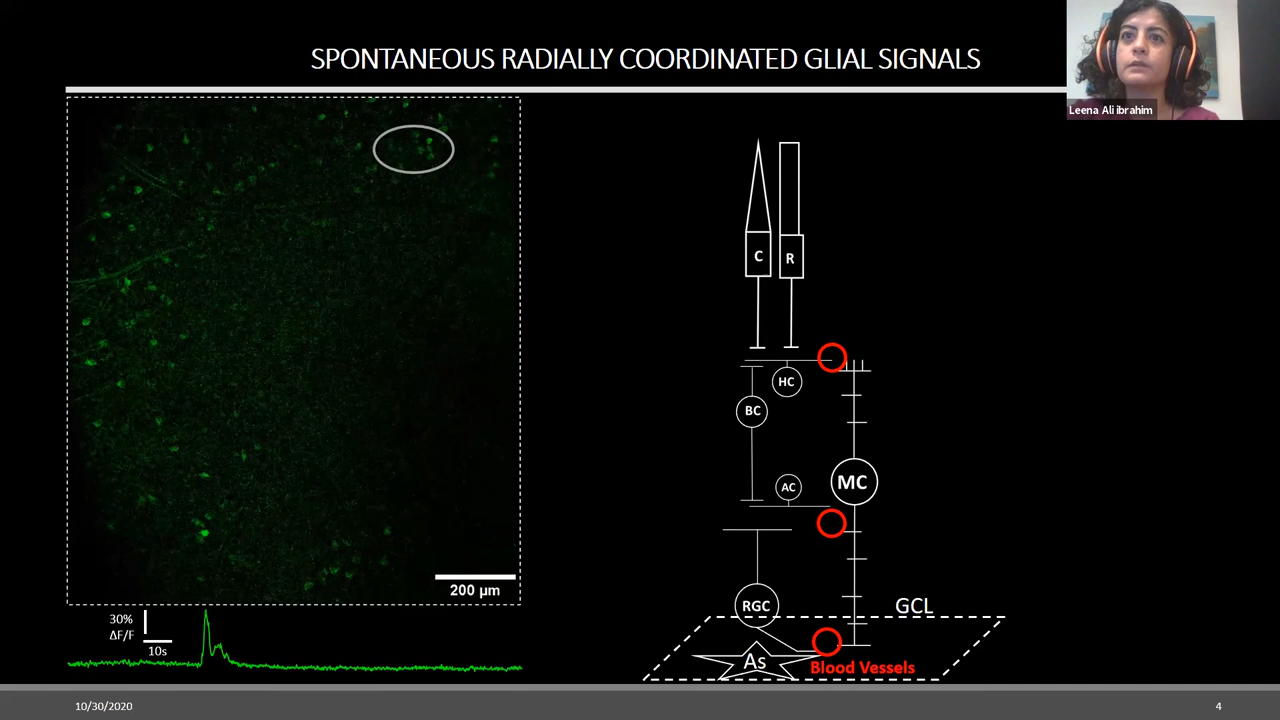 SPONTANEOUS RADIALLY COORDINATED GLIAL SIGNALS
Leena Ali ibrahim
C
R
HC
BC
AC
MC
200 µm
RGC
GCL
30%
ΔF/F
10s
As
Blood Vessels
10/30/2020
4